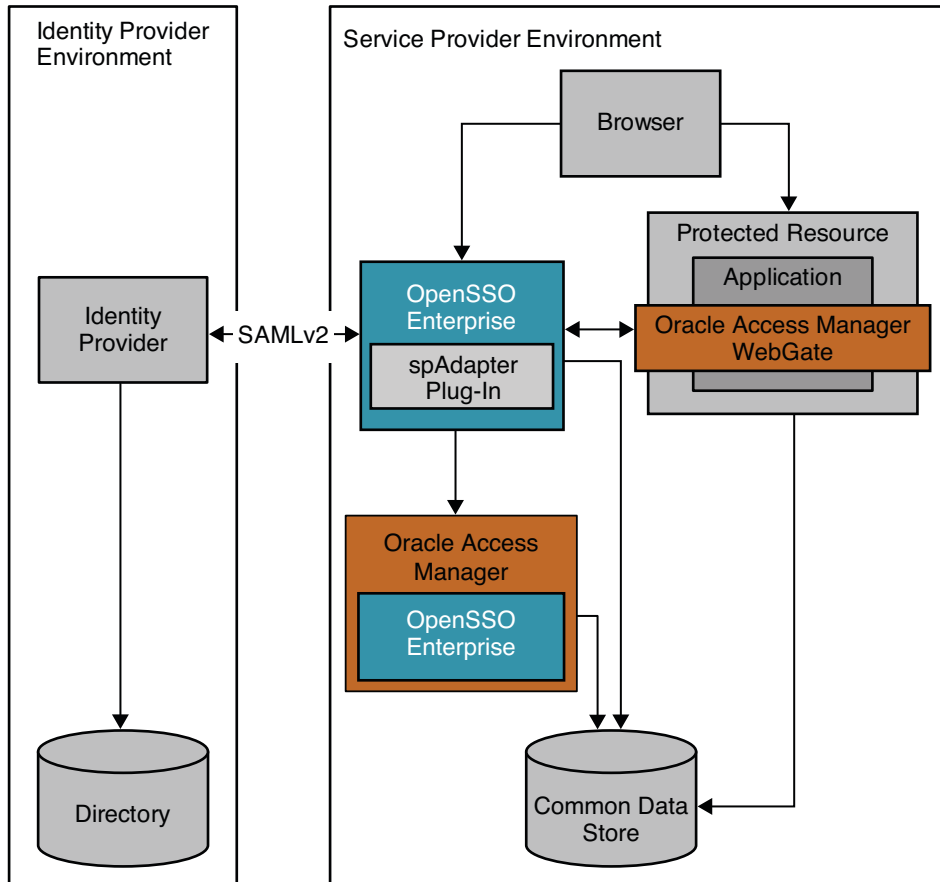 Identity Provider
Environment
Service Provider Environment
Browser
Protected Resource
Application
Oracle Access Manager
WebGate
OpenSSO
Enterprise
spAdapter
Plug-In
Identity
Provider
SAMLv2
Oracle Access
Manager
OpenSSO
Enterprise
Directory
Common Data
Store